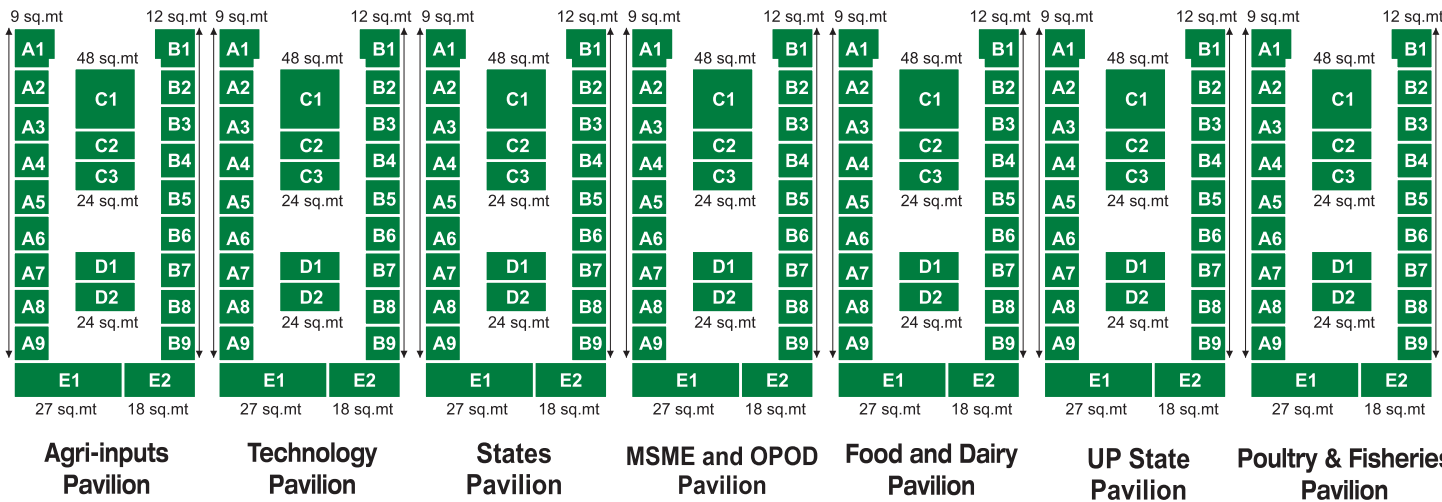 9 sq.mt 12 sq.mt 9 sq.mt 12 sq.mt 9 sq.mt 12 sq.mt 9 sq.mt 12 sq.mt 9 sq.mt 12 sq.mt 9 sq.mt 12 sq.mt 9 sq.mt 12 sq.mt
A1 B1 A1 B1 A1 B1 A1 B1 A1 B1 A1 B1 A1 B1
48 sq.mt 48 sq.mt 48 sq.mt 48 sq.mt 48 sq.mt 48 sq.mt 48 sq.mt
A2 C1 B2 A2 C1 B2 A2 C1 B2 A2 C1 B2 A2 C1 B2 A2 C1 B2 A2 C1 B2
A3 B3 A3 B3 A3 B3 A3 B3 A3 B3 A3 B3 A3 B3
C2 C2 C2 C2 C2 C2 C2
A4 B4 A4 B4 A4 B4 A4 B4 A4 B4 A4 B4 A4 B4
C3 C3 C3 C3 C3 C3 C3
A5 24 sq.mt B5 A5 24 sq.mt B5 A5 24 sq.mt B5 A5 24 sq.mt B5 A5 24 sq.mt B5 A5 24 sq.mt B5 A5 24 sq.mt B5
A6 B6 A6 B6 A6 B6 A6 B6 A6 B6 A6 B6 A6 B6
A7 D1 B7 A7 D1 B7 A7 D1 B7 A7 D1 B7 A7 D1 B7 A7 D1 B7 A7 D1 B7
A8 D2 B8 A8 D2 B8 A8 D2 B8 A8 D2 B8 A8 D2 B8 A8 D2 B8 A8 D2 B8
24 sq.mt 24 sq.mt 24 sq.mt 24 sq.mt 24 sq.mt 24 sq.mt 24 sq.mt
A9 B9 A9 B9 A9 B9 A9 B9 A9 B9 A9 B9 A9 B9
E1 E2 E1 E2 E1 E2 E1 E2 E1 E2 E1 E2 E1 E2
27 sq.mt 18 sq.mt 27 sq.mt 18 sq.mt 27 sq.mt 18 sq.mt 27 sq.mt 18 sq.mt 27 sq.mt 18 sq.mt 27 sq.mt 18 sq.mt 27 sq.mt 18 sq.mt
Agri-inputs
Pavilion
Technology
Pavilion
States
Pavilion
MSME and OPOD
Pavilion
Food and Dairy
Pavilion
UP State
Pavilion
Poultry & Fisheries
Pavilion